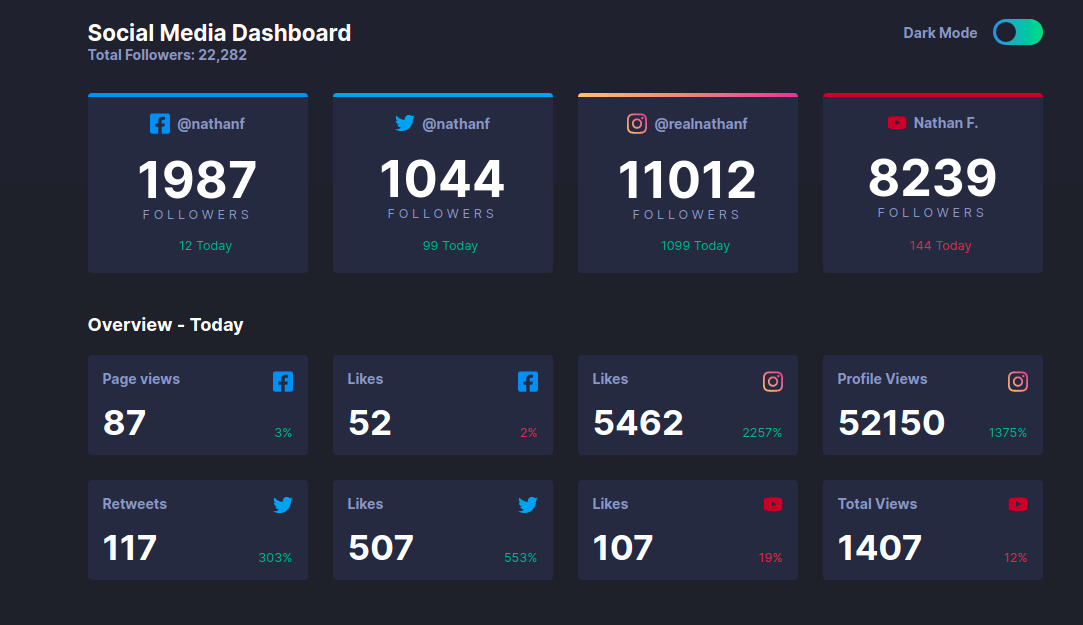 Social Media Dashboard
Total Followers: 22,282
Dark Mode
@nathanf
1987
FOLLOWERS
12 Today
@nathanf
1044
FOLLOWERS
99 Today
@realnathanf
11012
FOLLOWERS
1099 Today
Nathan F.
8239
FOLLOWERS
144 Today
Overview - Today
Page views
87
3%
Likes
52
2%
Likes
5462
2257%
Profile Views
52150
1375%
Retweets
117
303%
Likes
507
553%
Likes
107
19%
Total Views
1407
12%